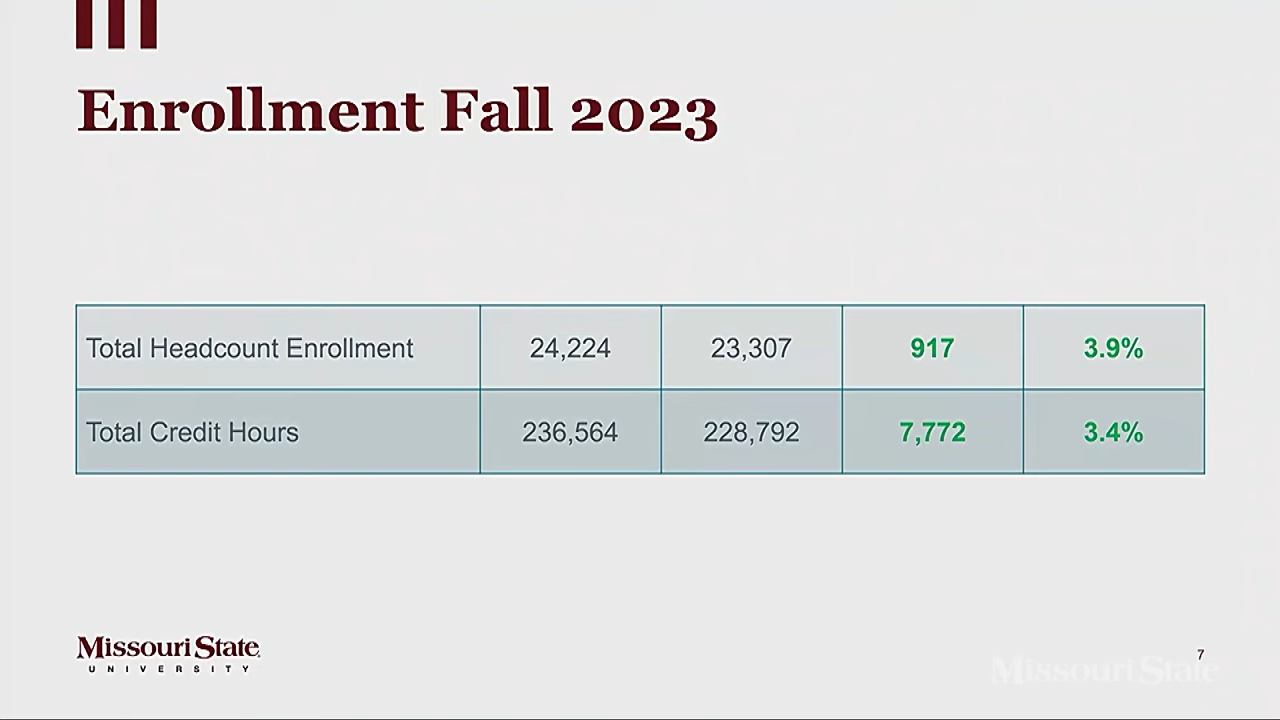 Enrollment Fall 2023
Total Headcount Enrollment 24,224 23,307 917 3.9%
Total Credit Hours 236,564 228,792 7,772 3.4%
Missouri State
UNIVERSITY
7
Missouri State